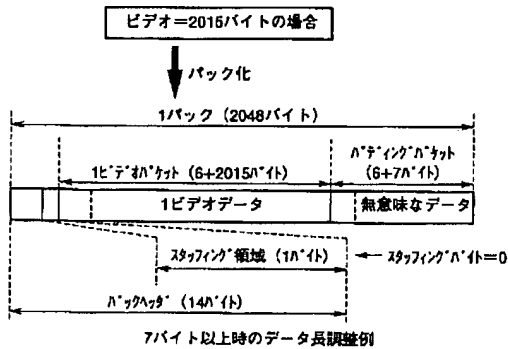 ビデオ=2015バイトの場合
パック化
1パック(2048バイト)
1ビデオパケット(6+2015バイト)
パディングパケット
(6+7バイト)
1ビデオデータ
無意味なデータ
スタッフィング領域(1バイト)
スタッフィングバイト=0
パックヘッダ(14バイト)
7バイト以上時のデータ長調整例